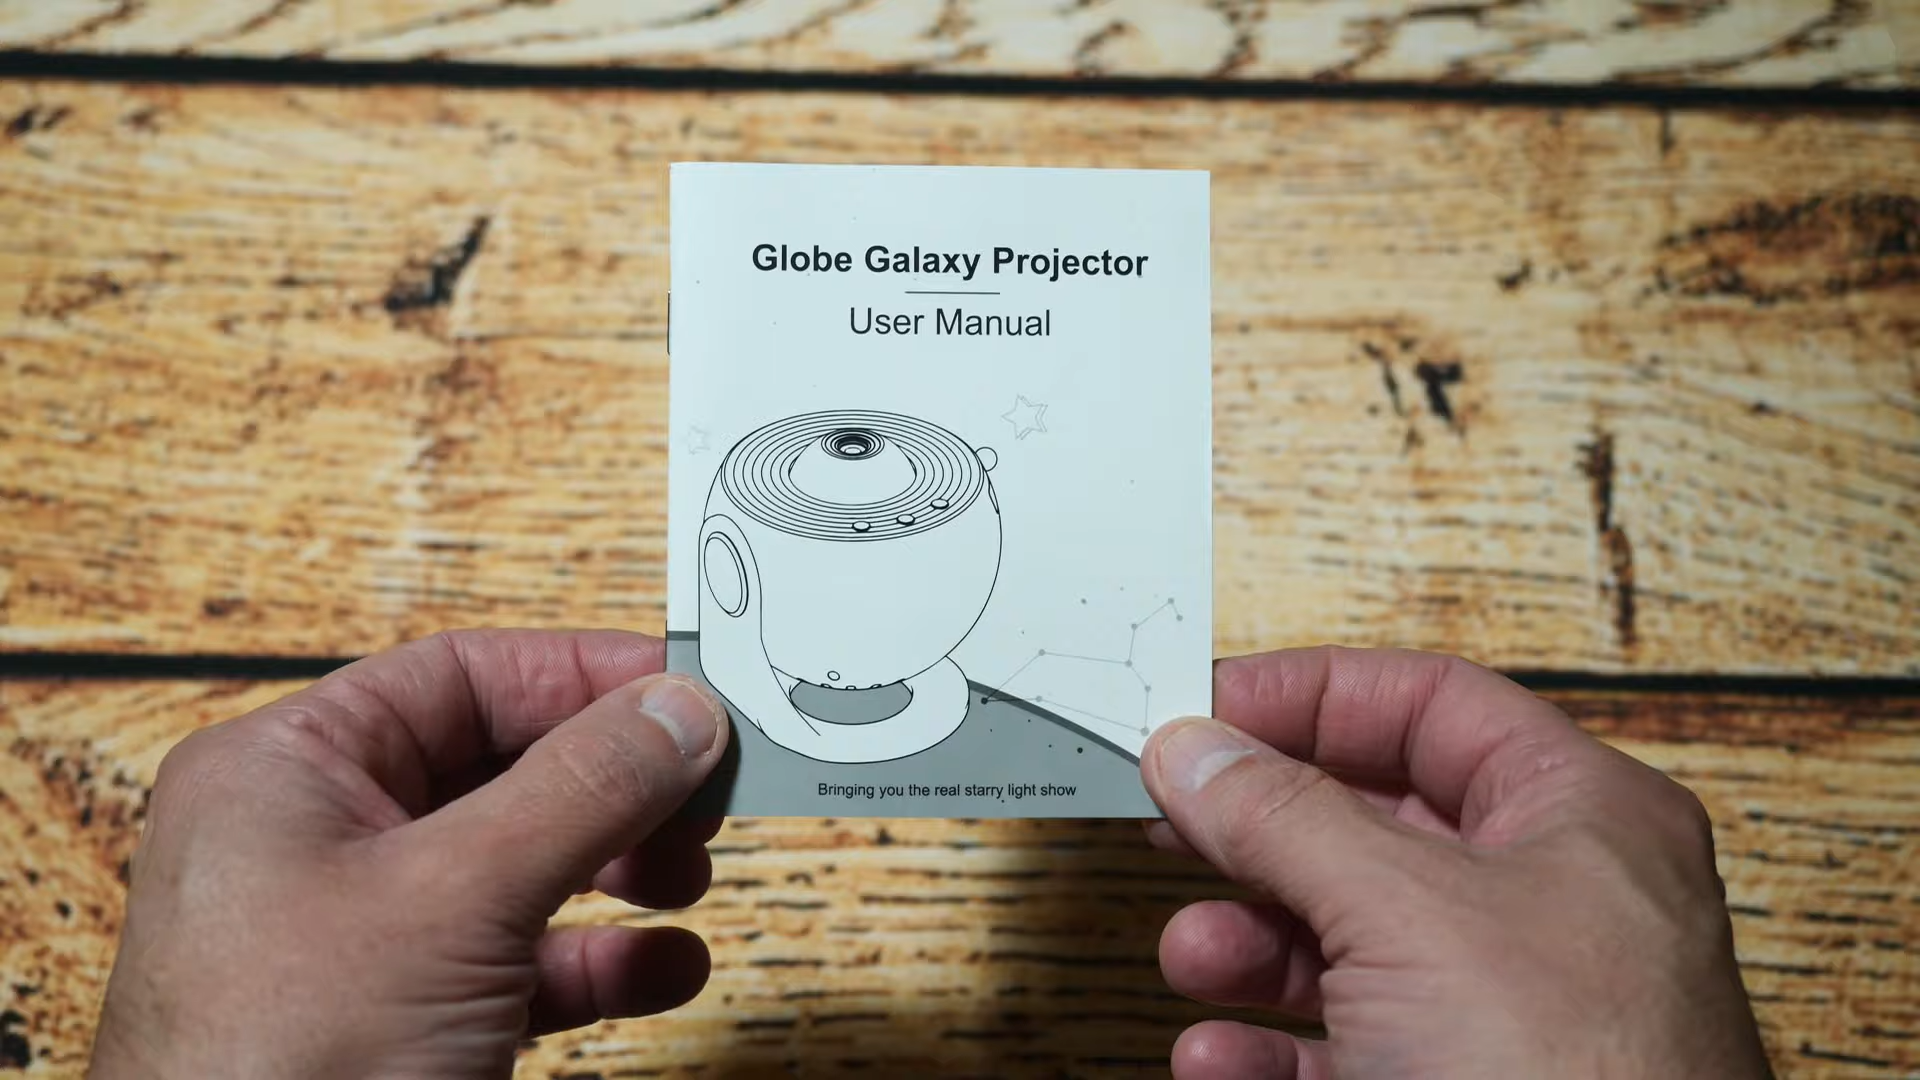 Globe Galaxy Projector
User Manual
Bringing you the real starry light show